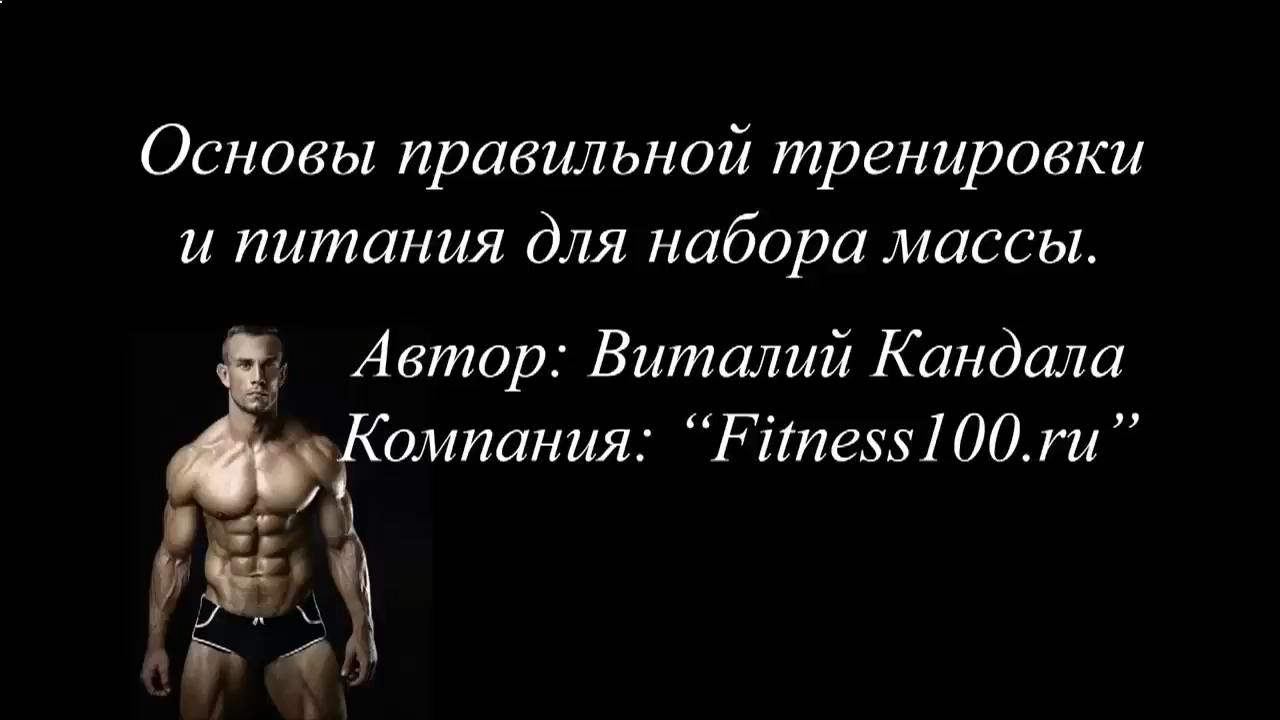 Основы правильной тренировки
и питания для набора массы.
Автор: Виталий Кандала
Компания: “Fitness100.ru”